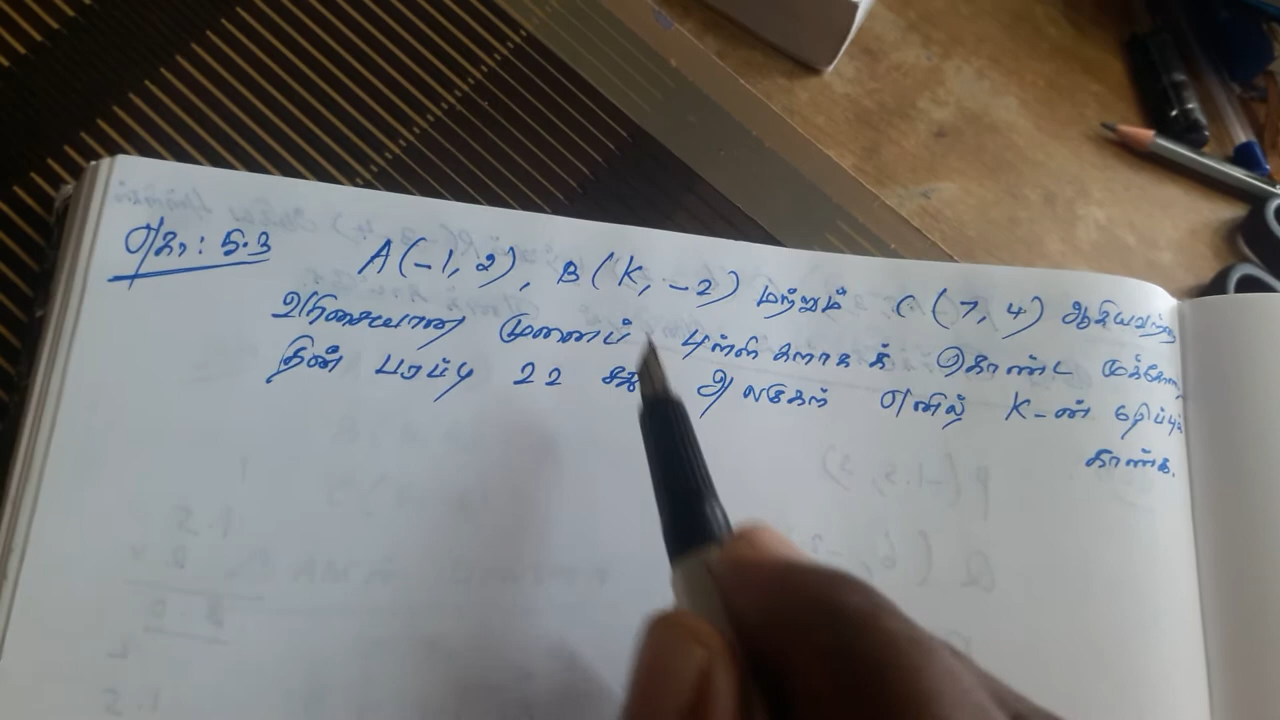 எகா: 5.3 A(-1, 2), B(K, -2) மற்றும் C(7, 4) ஆகியவற்றை
வரிசையான முனைப் புள்ளிகளாகக் கொண்ட முக்கோண
தின் பரப்பு 22 சது அலகுகள் எனில் K-ன் மதிப்புக்
காண்க.